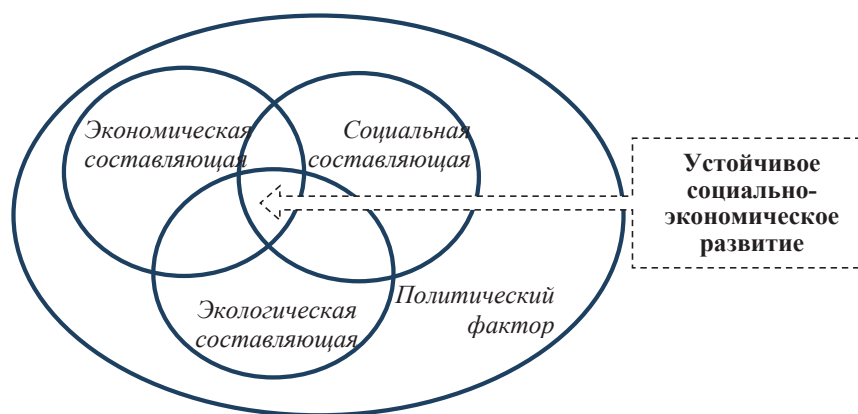 Экономическая
составляющая
Социальная
составляющая
Устойчивое
социально-
экономическое
развитие
Экологическая
составляющая
Политический
фактор